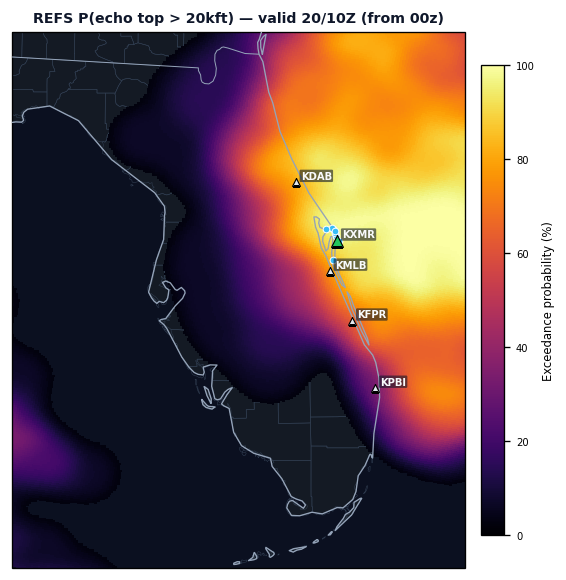 REFS P(echo top > 20kft) — valid 20/10Z (from 00z)
KDAB
KXMR
KMLB
KFPR
KPBI
100
80
60
40
20
0
Exceedance probability (%)